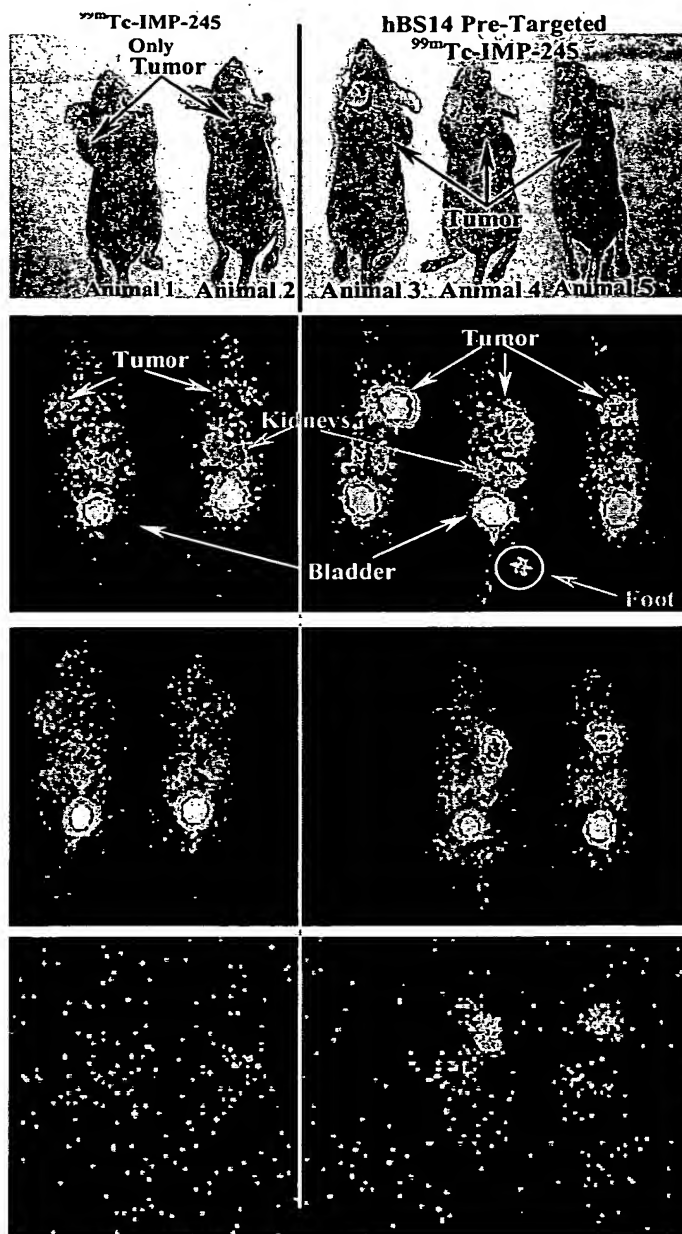 99mTc-IMP-245
Only
Tumor
hBS14 Pre-Targeted
99mTc-IMP-245
Tumor
Animal 1
Animal 2
Animal 3
Animal 4
Animal 5
Tumor
Tumor
Kidneys
Bladder
Foot